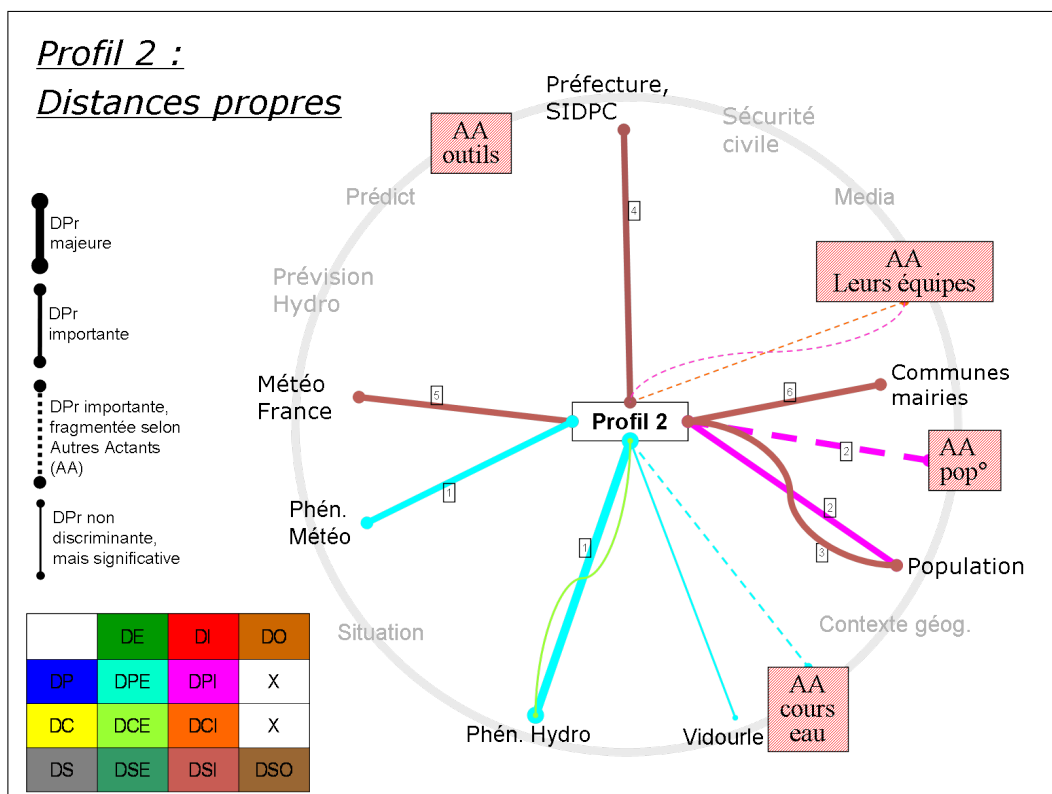 Profil 2 :
Distances propres
Préfecture,
SIDPC
Sécurité
civile
AA
outils
Prédict
Media
4
AA
Leurs équipes
Prévision
Hydro
DPr
majeure
DPr
importante
DPr importante,
fragmentée selon
Autres Actants
(AA)
DPr non
discriminante,
mais significative
Météo
France
5
Profil 2
6
Communes
mairies
2
AA
pop°
Phén.
Météo
1
1
2
3
Population
Situation
Contexte géog.
Phén. Hydro
Vidourle
AA
cours
eau
DE DI DO
DP DPE DPI X
DC DCE DCI X
DS DSE DSI DSO